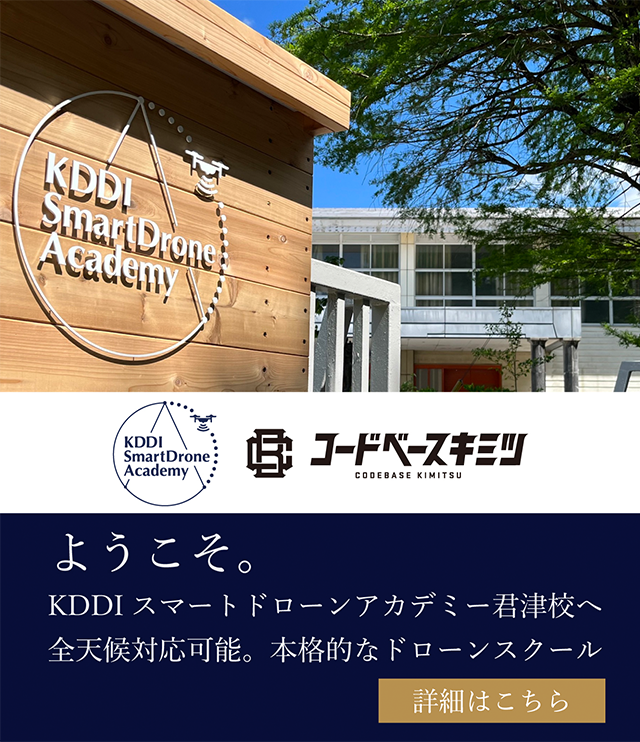 KDDI
SmartDrone
Academy
KDDI
SmartDrone
Academy
CB
コードベースキミツ
CODEBASE KIMITSU
ようこそ。
KDDI スマートドローンアカデミー君津校へ
全天候対応可能。本格的なドローンスクール
詳細はこちら